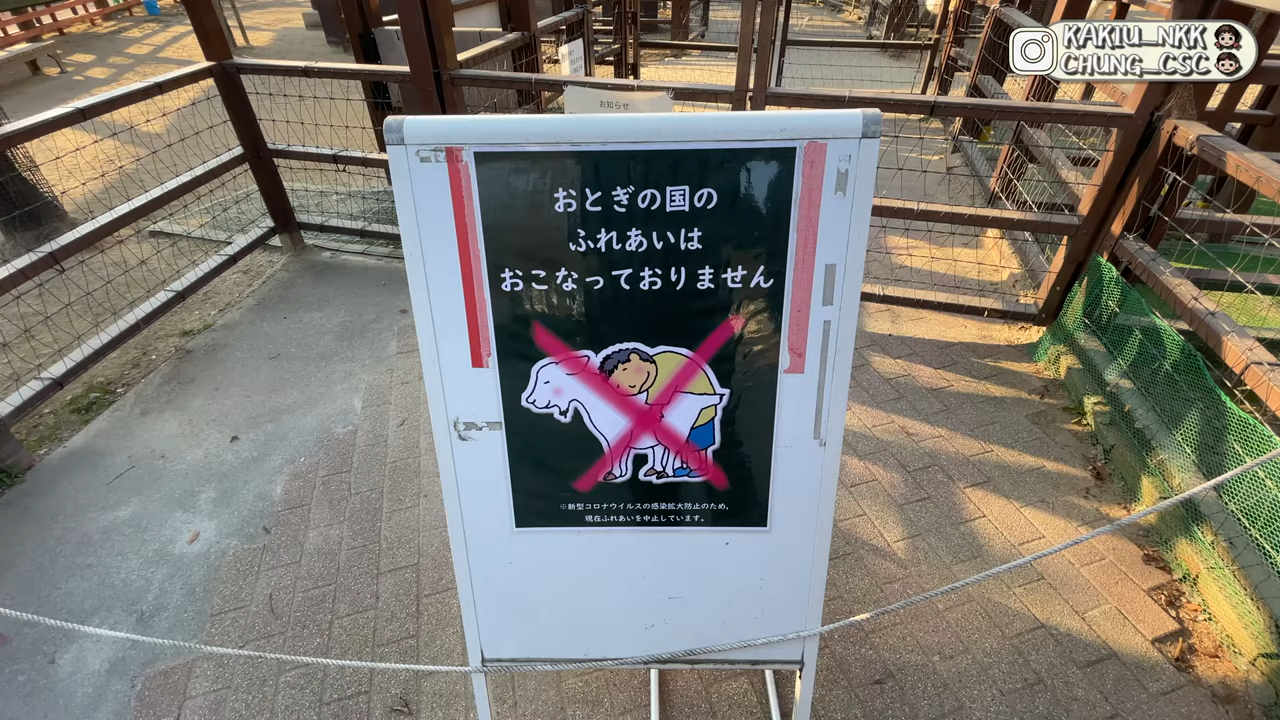 KAKIU_NKK
CHUNG_CSC
お知らせ
おとぎの国の
ふれあいは
おこなっておりません
※新型コロナウイルスの感染拡大防止のため、
現在ふれあいを中止しています。